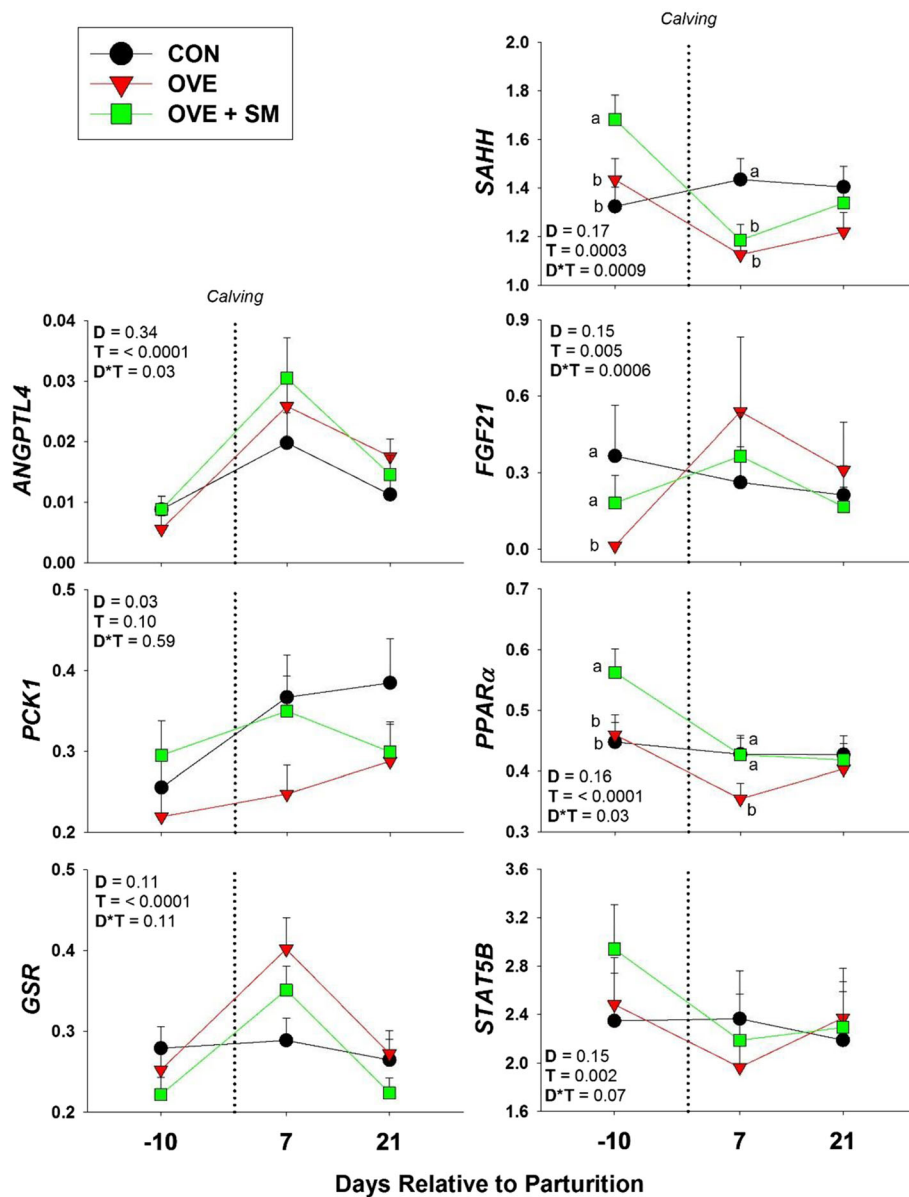 CON
OVE
OVE + SM
Calving
2.0
1.8
1.6
1.4
1.2
1.0
SAHH
a
b
b
a
b
b
D = 0.17
T = 0.0003
D*T = 0.0009
Calving
0.04
0.03
0.02
0.01
0.00
ANGPTL4
D = 0.34
T = < 0.0001
D*T = 0.03
0.9
0.6
0.3
0.0
FGF21
D = 0.15
T = 0.005
D*T = 0.0006
a
a
b
0.5
0.4
0.3
0.2
PCK1
D = 0.03
T = 0.10
D*T = 0.59
0.7
0.6
0.5
0.4
0.3
PPARα
a
b
b
a
a
b
D = 0.16
T = < 0.0001
D*T = 0.03
0.5
0.4
0.3
0.2
GSR
D = 0.11
T = < 0.0001
D*T = 0.11
-10 7 21
3.6
3.2
2.8
2.4
2.0
1.6
STAT5B
D = 0.15
T = 0.002
D*T = 0.07
-10 7 21
Days Relative to Parturition